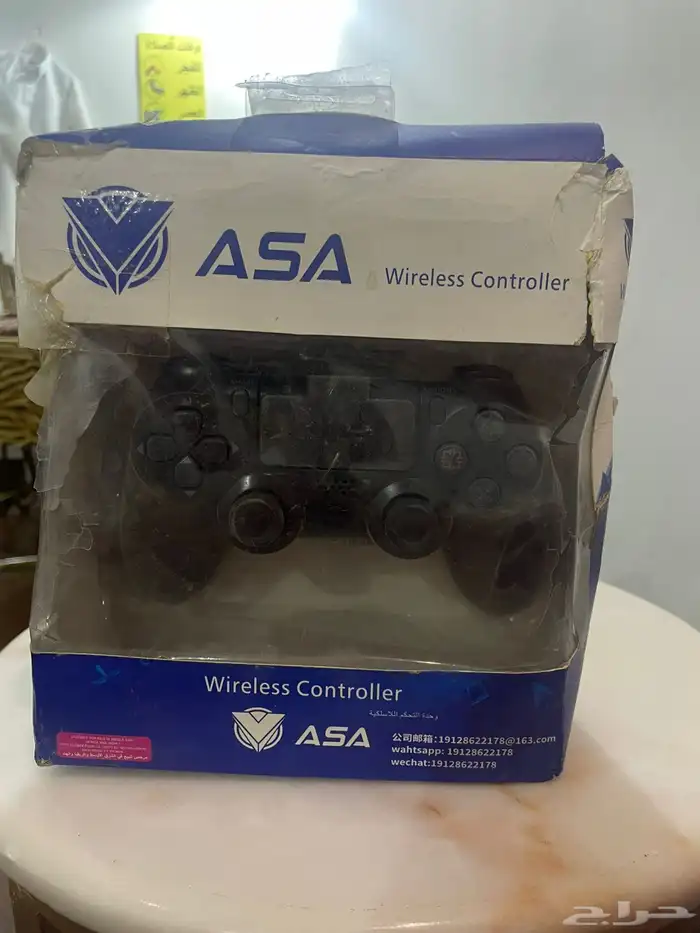 ASA
Wireless Controller
Wireless Controller
وحدة التحكم اللاسلكية
ASA
公司邮箱:19128622178@163.com
wahtsapp: 19128622178
wechat:19128622178
حراج